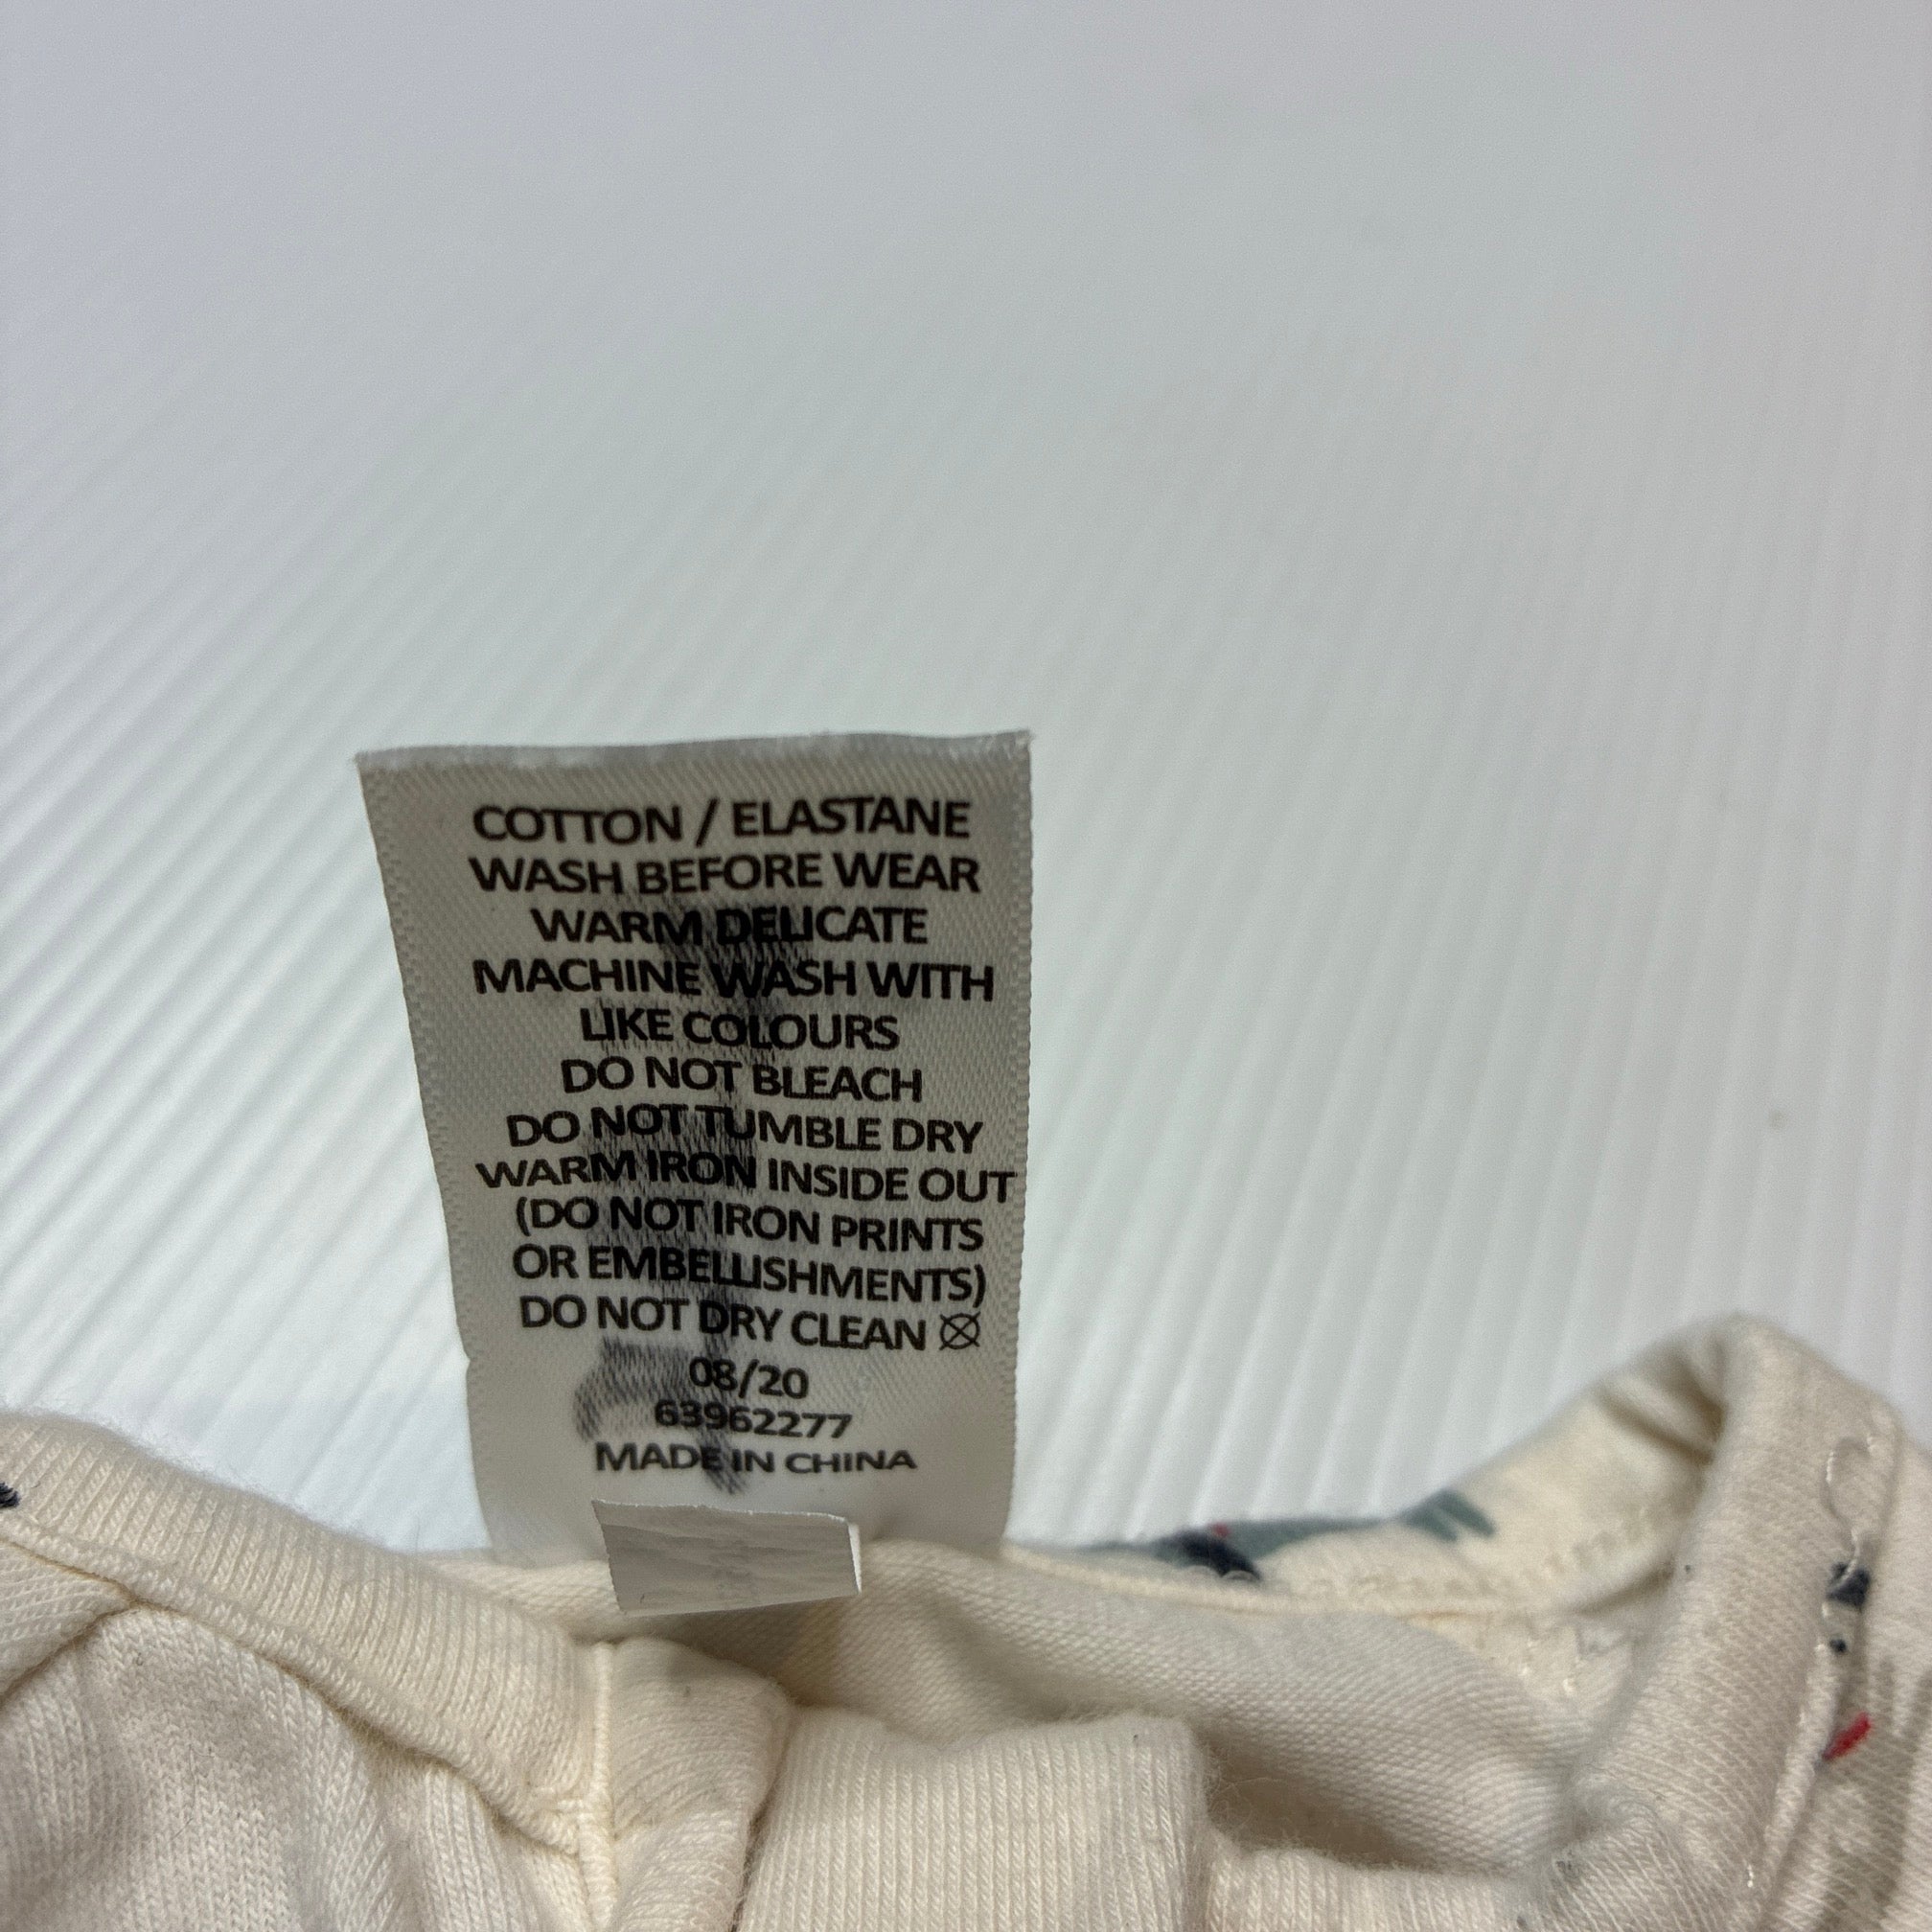 COTTON / ELASTANE
WASH BEFORE WEAR
WARM DELICATE
MACHINE WASH WITH
LIKE COLOURS
DO NOT BLEACH
DO NOT TUMBLE DRY
WARM IRON INSIDE OUT
(DO NOT IRON PRINTS
OR EMBELLISHMENTS)
DO NOT DRY CLEAN
08/20
63962277
MADE IN CHINA